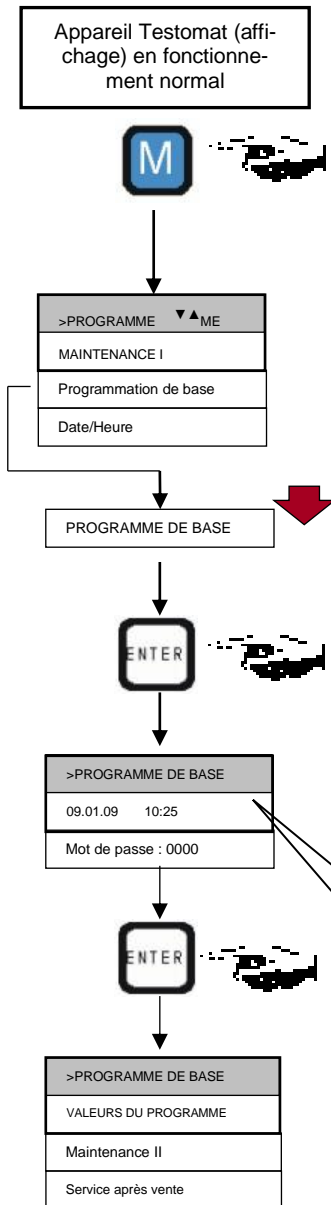 Appareil Testomat (affi-
chage) en fonctionne-
ment normal
M
>PROGRAMME ▼▲ME
MAINTENANCE I
Programmation de base
Date/Heure
PROGRAMME DE BASE
ENTER
>PROGRAMME DE BASE
09.01.09 10:25
Mot de passe : 0000
ENTER
>PROGRAMME DE BASE
VALEURS DU PROGRAMME
Maintenance II
Service après vente